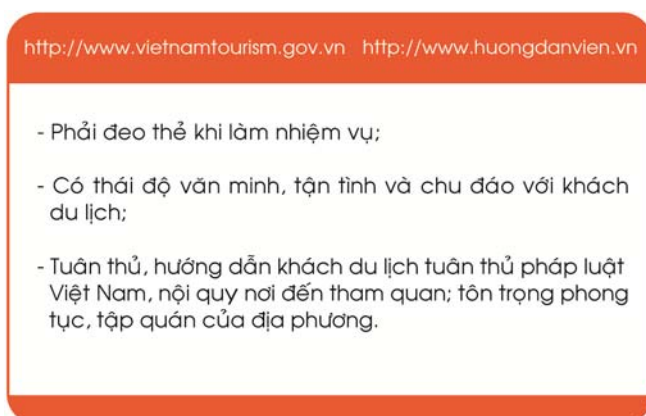 http://www.vietnamtourism.gov.vn http://www.huongdanvien.vn
- Phải đeo thẻ khi làm nhiệm vụ;
- Có thái độ văn minh, tận tình và chu đáo với khách
du lịch;
- Tuân thủ, hướng dẫn khách du lịch tuân thủ pháp luật
Việt Nam, nội quy nơi đến tham quan; tôn trọng phong
tục, tập quán của địa phương.